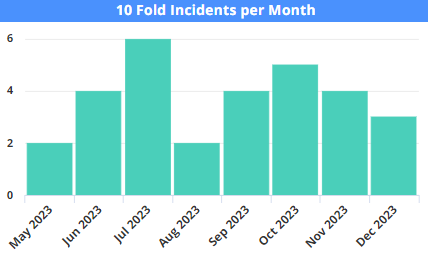 10 Fold Incidents per Month
6
4
2
0
May 2023
Jun 2023
Jul 2023
Aug 2023
Sep 2023
Oct 2023
Nov 2023
Dec 2023